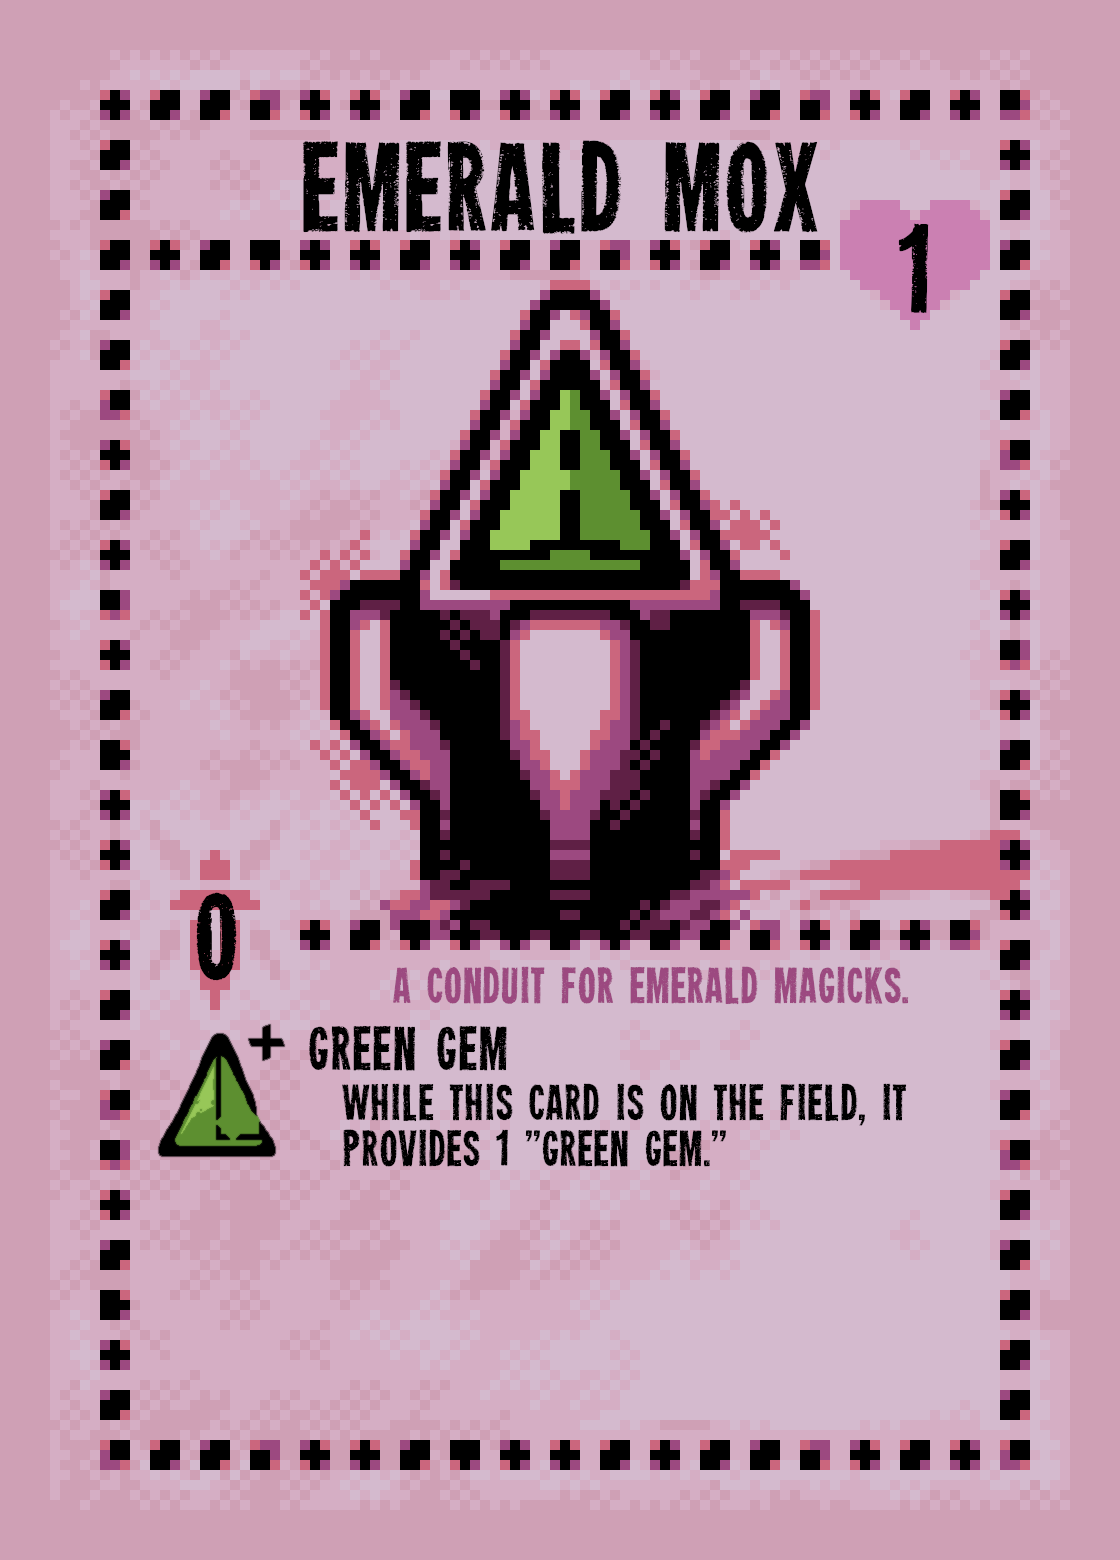 EMERALD MOX
1
0
A CONDUIT FOR EMERALD MAGICKS.
+
GREEN GEM
WHILE THIS CARD IS ON THE FIELD, IT
PROVIDES 1 "GREEN GEM."